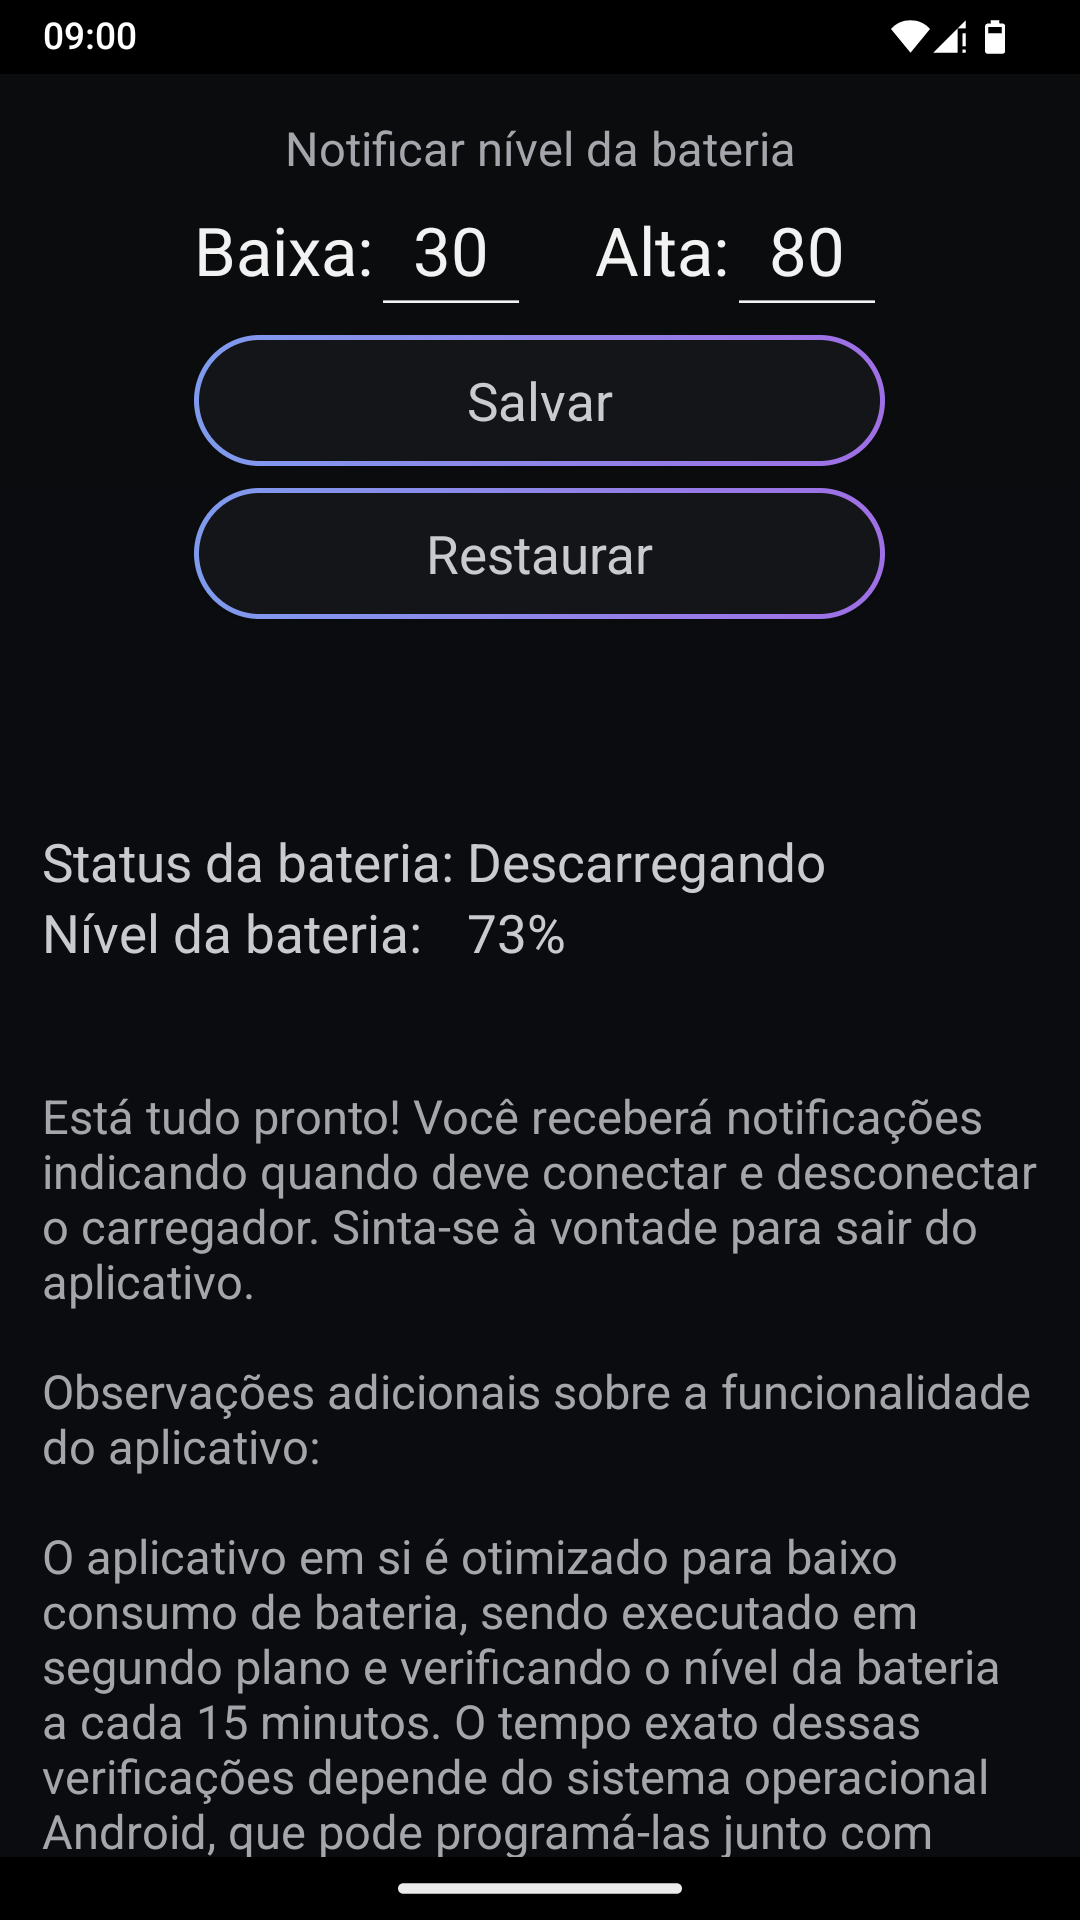 09:00
Notificar nível da bateria
Baixa: 30 Alta: 80
Salvar
Restaurar
Status da bateria: Descarregando
Nível da bateria: 73%
Está tudo pronto! Você receberá notificações
indicando quando deve conectar e desconectar
o carregador. Sinta-se à vontade para sair do
aplicativo.
Observações adicionais sobre a funcionalidade
do aplicativo:
O aplicativo em si é otimizado para baixo
consumo de bateria, sendo executado em
segundo plano e verificando o nível da bateria
a cada 15 minutos. O tempo exato dessas
verificações depende do sistema operacional
Android, que pode programá-las junto com